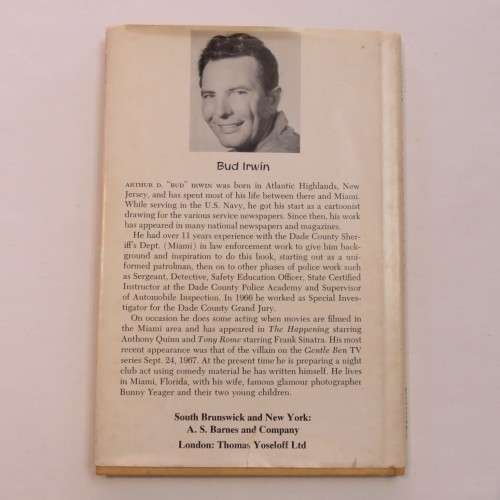 Bud Irwin
ARTHUR D. "BUD" IRWIN was born in Atlantic Highlands, New
Jersey, and has spent most of his life between there and Miami.
While serving in the U.S. Navy, he got his start as a cartoonist
drawing for the various service newspapers. Since then, his work
has appeared in many national newspapers and magazines.
He had over 11 years experience with the Dade County Sher-
iff's Dept. (Miami) in law enforcement work to give him back-
ground and inspiration to do this book, starting out as a uni-
formed patrolman, then on to other phases of police work such
as Sergeant, Detective, Safety Education Officer, State Certified
Instructor at the Dade County Police Academy and Supervisor
of Automobile Inspection. In 1966 he worked as Special Inves-
tigator for the Dade County Grand Jury.
On occasion he does some acting when movies are filmed in
the Miami area and has appeared in The Happening starring
Anthony Quinn and Tony Rome starring Frank Sinatra. His most
recent appearance was that of the villain on the Gentle Ben TV
series Sept. 24, 1967. At the present time he is preparing a night
club act using comedy material he has written himself. He lives
in Miami, Florida, with his wife, famous glamour photographer
Bunny Yeager and their two young children.
South Brunswick and New York:
A. S. Barnes and Company
London: Thomas Yoseloff Ltd